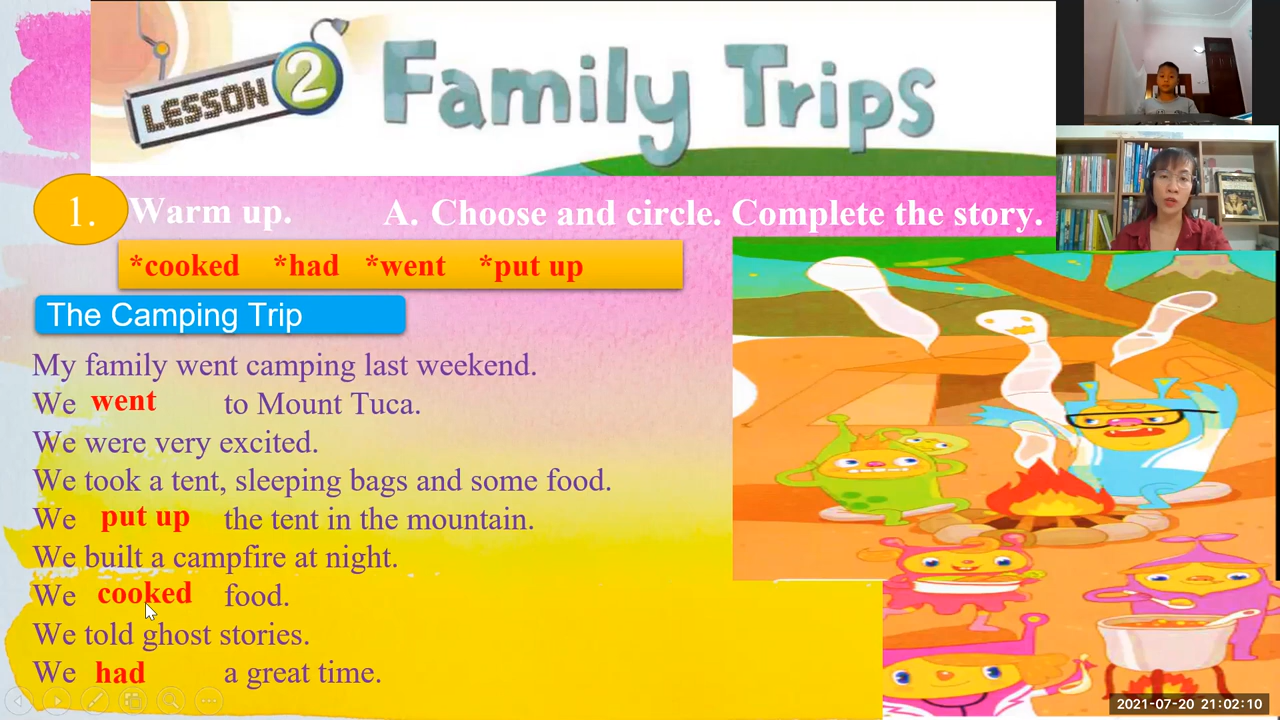 LESSON 2 Family Trips
1. Warm up. A. Choose and circle. Complete the story.
*cooked *had *went *put up
The Camping Trip
My family went camping last weekend.
We went to Mount Tuca.
We were very excited.
We took a tent, sleeping bags and some food.
We put up the tent in the mountain.
We built a campfire at night.
We cooked food.
We told ghost stories.
We had a great time.
2021-07-20 21:02:10